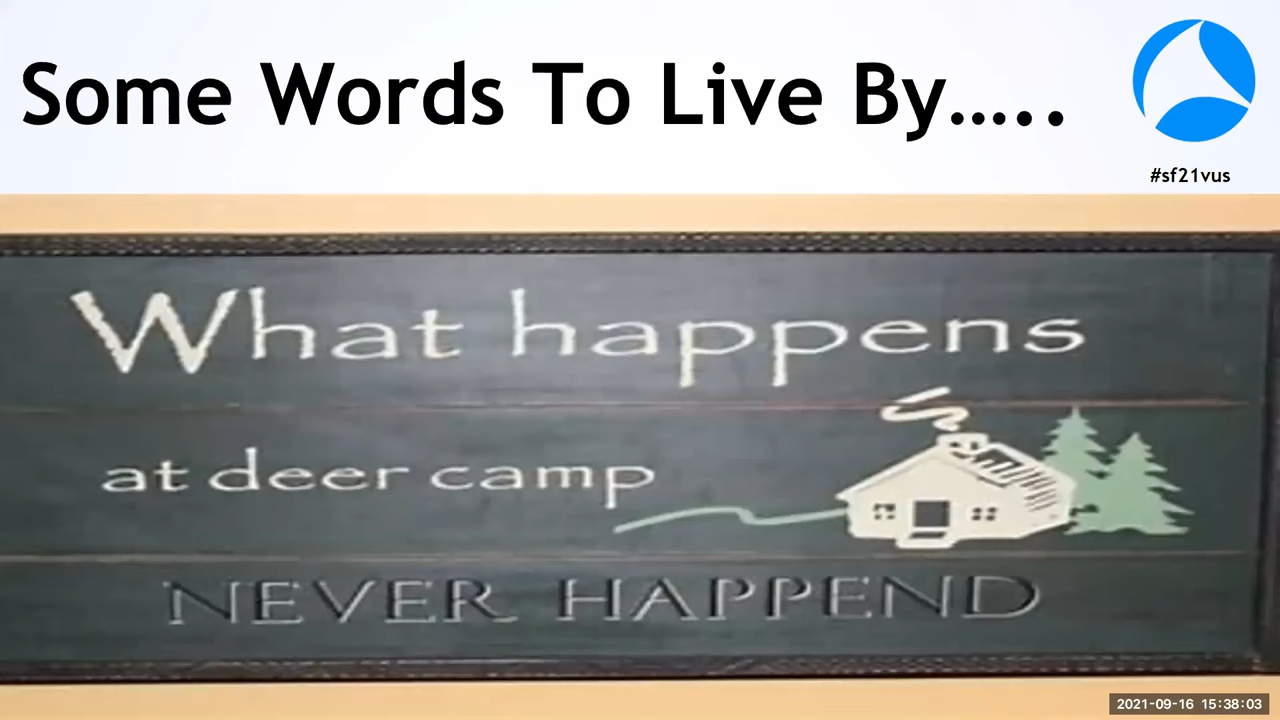 Some Words To Live By.....
#sf21vus
What happens
at deer camp
NEVER HAPPEND
2021-09-16 15:38:03